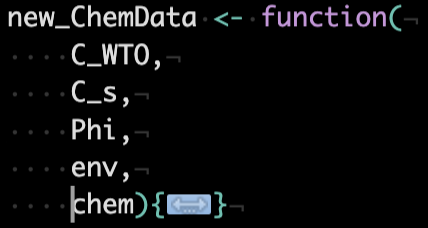 new_ChemData <- function(
    C_WTO,
    C_s,
    Phi,
    env,
    chem){}